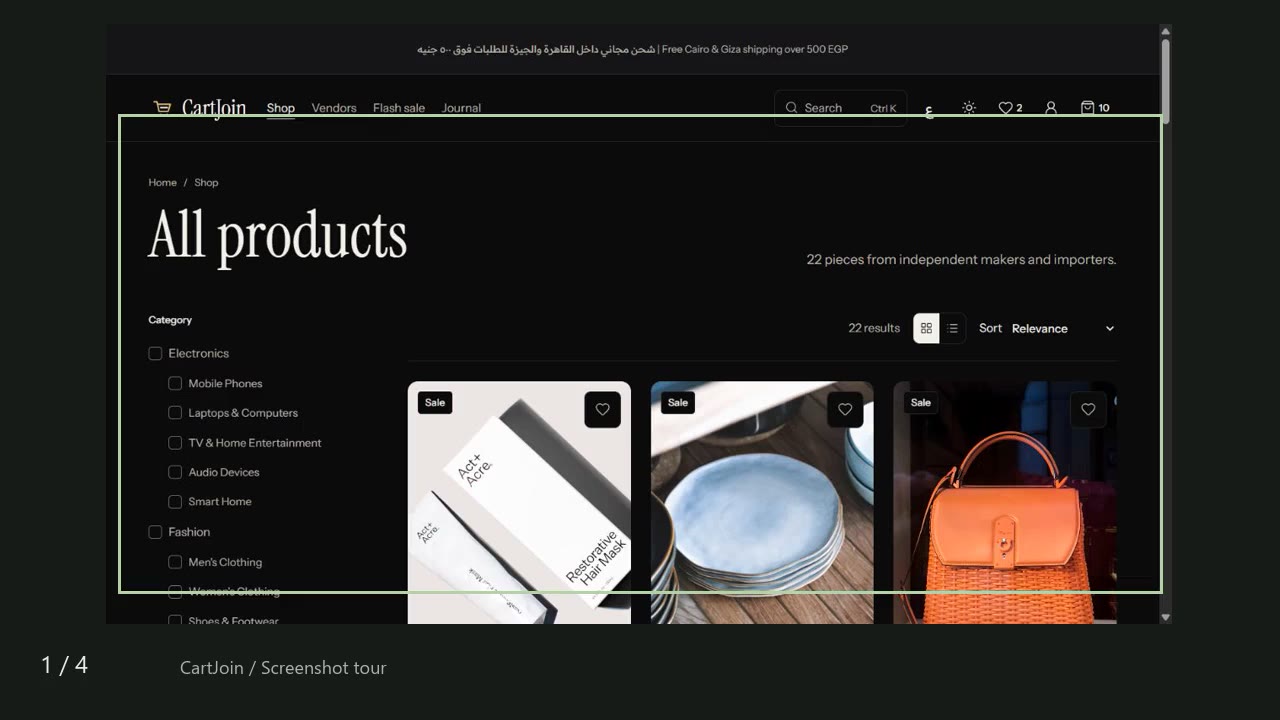 شحن مجاني داخل القاهرة والجيزة للطلبات فوق ٥٠٠ جنيه | Free Cairo & Giza shipping over 500 EGP
CartJoin Shop Vendors Flash sale Journal Search Ctrl K ع 2 10
Home / Shop
All products
22 pieces from independent makers and importers.
Category
22 results Sort Relevance
Electronics
Mobile Phones
Laptops & Computers
TV & Home Entertainment
Audio Devices
Smart Home
Fashion
Men's Clothing
Women's Clothing
Shoes & Footwear
Sale Sale Sale
Act+
Acre.
Restorative
Hair Mask
Act+
Acre.
1 / 4 CartJoin / Screenshot tour